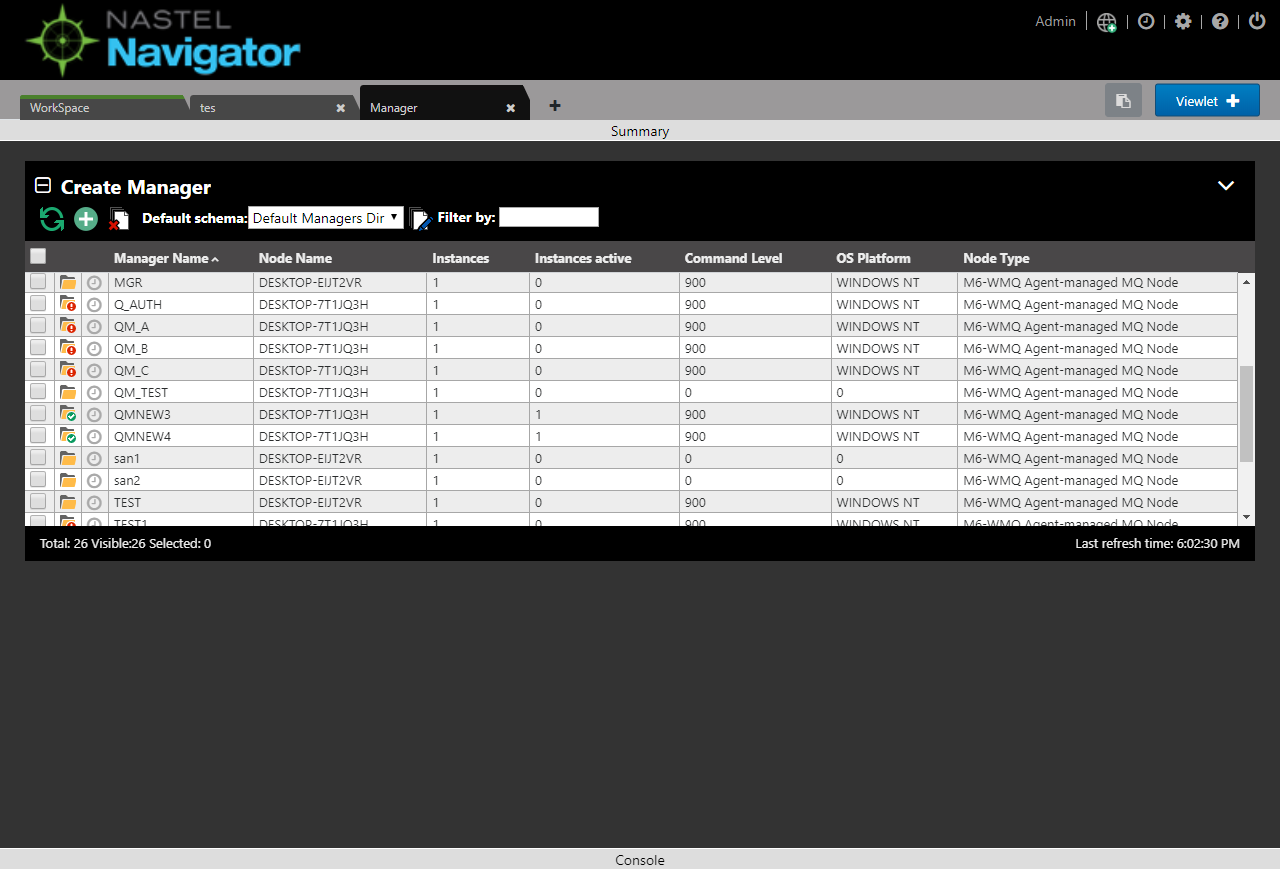 NASTEL
Navigator
Admin
WorkSpace tes Manager Viewlet
Summary
Create Manager
Default schema: Default Managers Dir Filter by:
Manager Name Node Name Instances Instances active Command Level OS Platform Node Type
MGR DESKTOP-EIJT2VR 1 0 900 WINDOWS NT M6-WMQ Agent-managed MQ Node
Q_AUTH DESKTOP-7T1JQ3H 1 0 900 WINDOWS NT M6-WMQ Agent-managed MQ Node
QM_A DESKTOP-7T1JQ3H 1 0 900 WINDOWS NT M6-WMQ Agent-managed MQ Node
QM_B DESKTOP-7T1JQ3H 1 0 900 WINDOWS NT M6-WMQ Agent-managed MQ Node
QM_C DESKTOP-7T1JQ3H 1 0 900 WINDOWS NT M6-WMQ Agent-managed MQ Node
QM_TEST DESKTOP-7T1JQ3H 1 0 0 0 M6-WMQ Agent-managed MQ Node
QMNEW3 DESKTOP-7T1JQ3H 1 1 900 WINDOWS NT M6-WMQ Agent-managed MQ Node
QMNEW4 DESKTOP-7T1JQ3H 1 1 900 WINDOWS NT M6-WMQ Agent-managed MQ Node
san1 DESKTOP-EIJT2VR 1 0 0 0 M6-WMQ Agent-managed MQ Node
san2 DESKTOP-EIJT2VR 1 0 0 0 M6-WMQ Agent-managed MQ Node
TEST DESKTOP-EIJT2VR 1 0 900 WINDOWS NT M6-WMQ Agent-managed MQ Node
TEST1 DESKTOP-7T1JQ3H 1 0 900 WINDOWS NT M6-WMQ Agent-managed MQ Node
Total: 26 Visible:26 Selected: 0 Last refresh time: 6:02:30 PM
Console